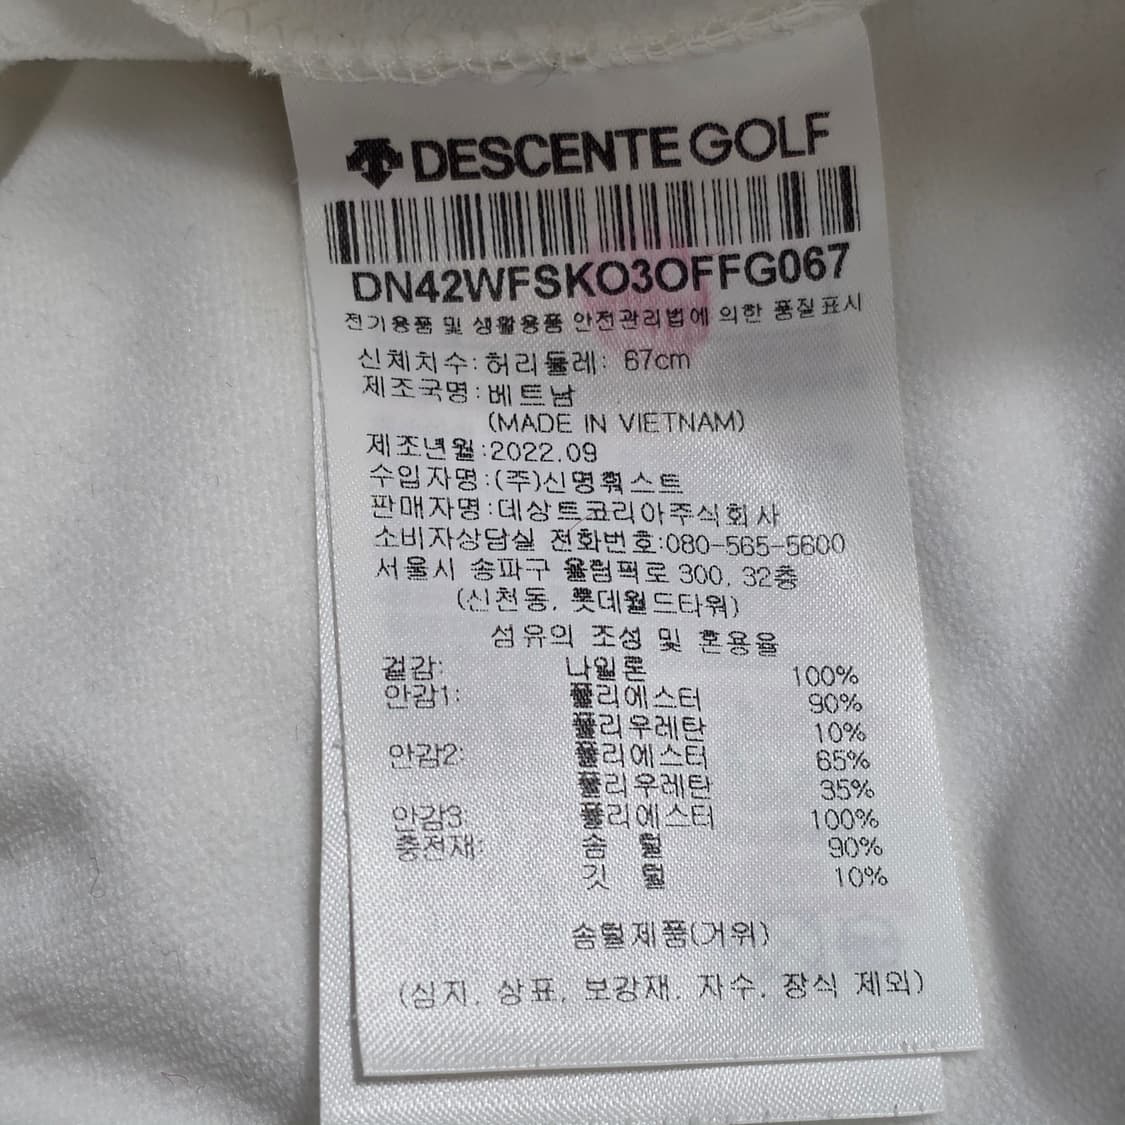 DESCENTE GOLF
DN42WFSKO3OFFG067
전기용품 및 생활용품 안전관리법에 의한 품질표시
신체치수:허리둘레: 67cm
제조국명:베트남
(MADE IN VIETNAM)
제조년월:2022.09
수입자명:(주)신명훠스트
판매자명:데상트코리아주식회사
소비자상담실 전화번호:080-565-5600
서울시 송파구 올림픽로 300, 32층
(신천동, 롯데월드타워)
섬유의 조성 및 혼용율
겉감: 나일론 100%
안감1: 폴리에스터 90%
폴리우레탄 10%
안감2: 폴리에스터 65%
폴리우레탄 35%
안감3: 폴리에스터 100%
충전재: 솜 털 90%
깃 털 10%
솜털제품(거위)
(심지, 상표, 보강재, 자수, 장식 제외)